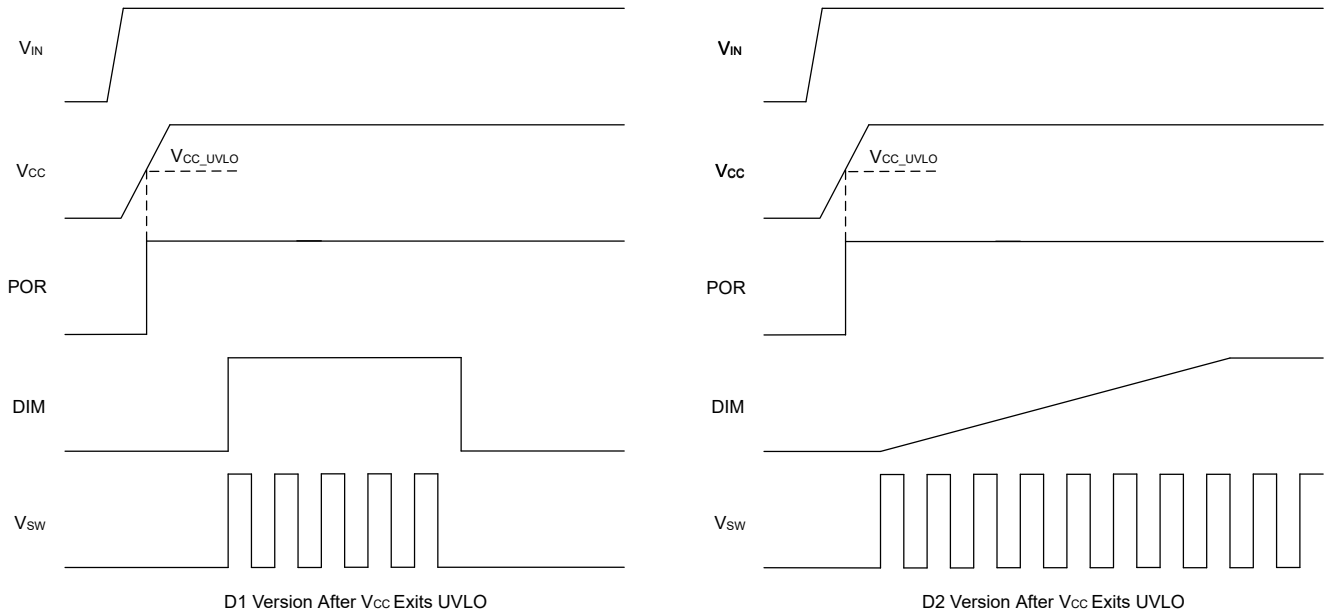 VIN
VCC
VCC_UVLO
POR
DIM
VSW
D1 Version After VCC Exits UVLO
VIN
VCC
VCC_UVLO
POR
DIM
VSW
D2 Version After VCC Exits UVLO